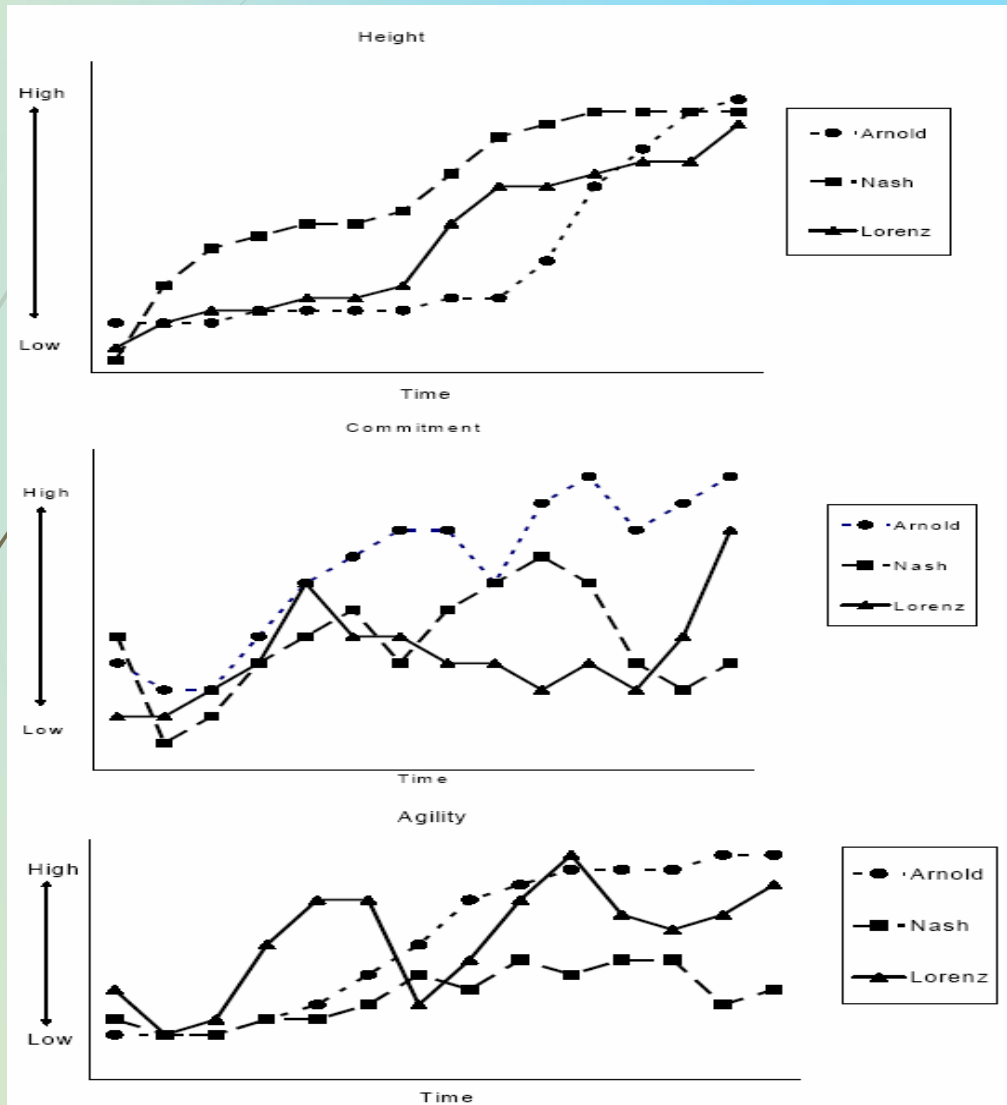 Height
High
Low
Time
Arnold
Nash
Lorenz
Commitment
High
Low
Time
Arnold
Nash
Lorenz
Agility
High
Low
Time
Arnold
Nash
Lorenz